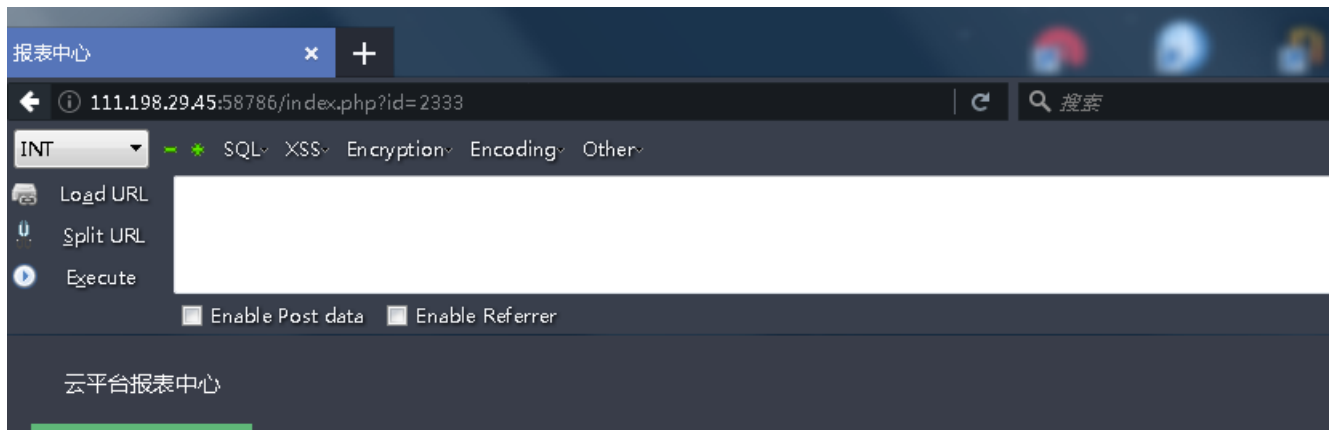 报表中心
111.198.29.45:58786/index.php?id=2333
搜索
INT SQL XSS Encryption Encoding Other
Load URL
Split URL
Execute
Enable Post data Enable Referrer
云平台报表中心